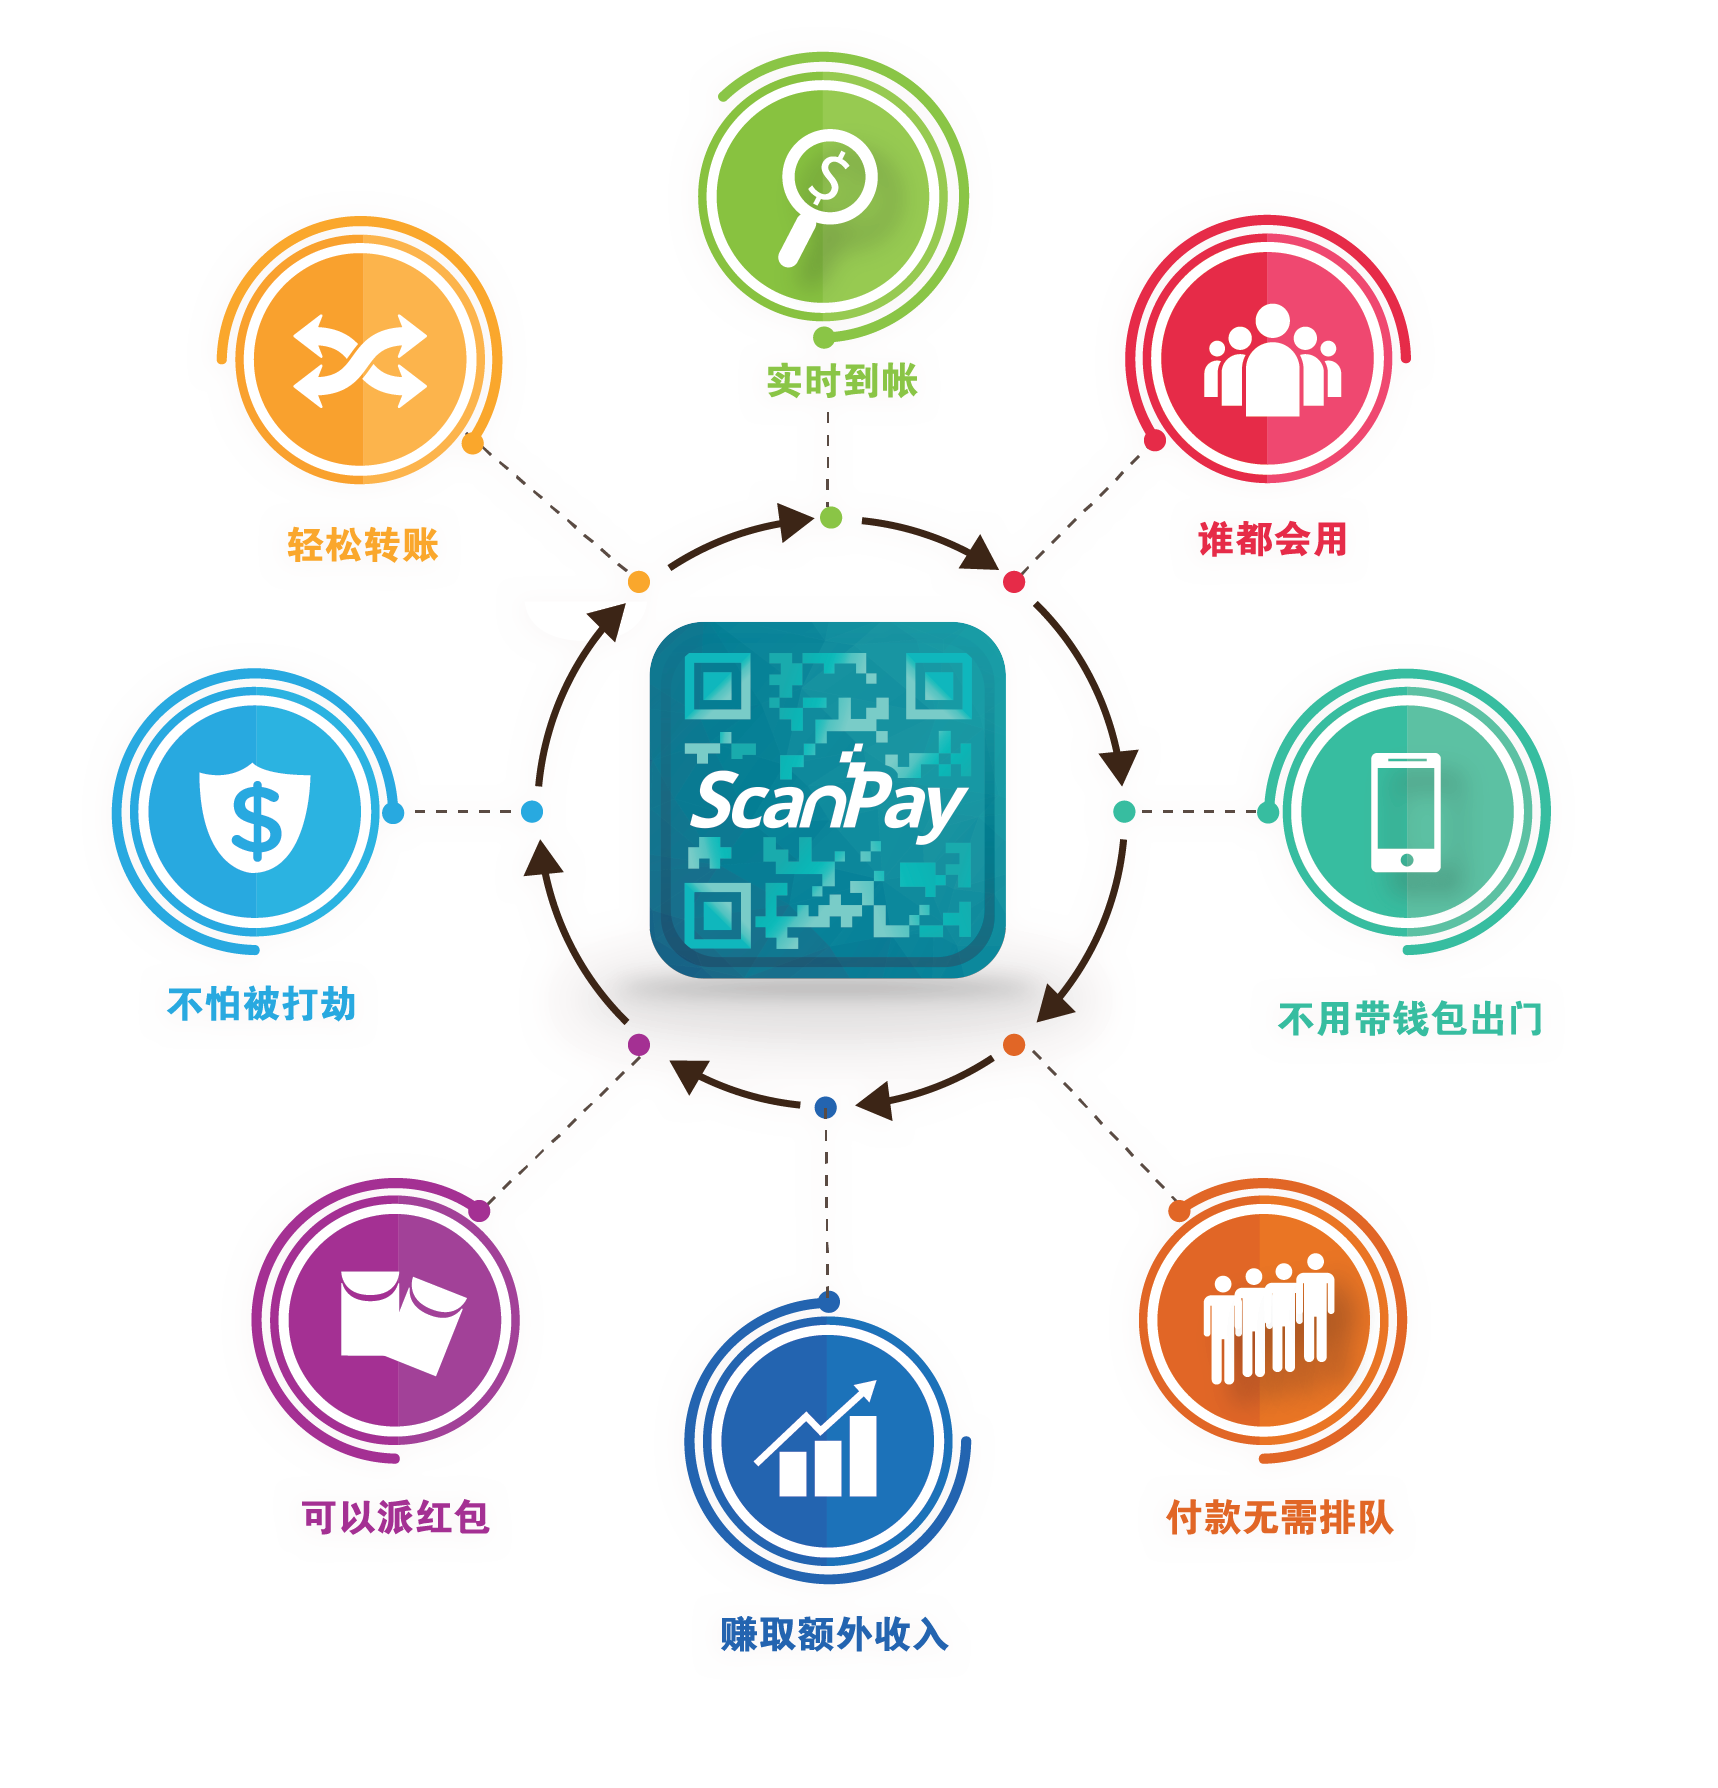 实时到帐
轻松转账
谁都会用
ScanPay
不怕被打劫
不用带钱包出门
可以派红包
付款无需排队
赚取额外收入